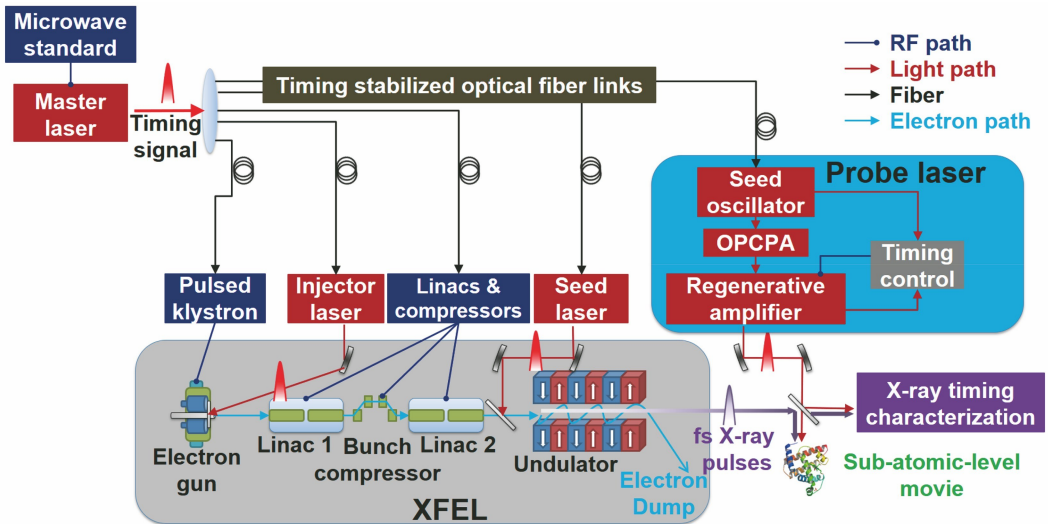 Microwave
standard
Master
laser
Timing
signal
Timing stabilized optical fiber links
RF path
Light path
Fiber
Electron path
Probe laser
Seed
oscillator
OPCPA
Regenerative
amplifier
Timing
control
Pulsed
klystron
Injector
laser
Linacs &
compressors
Seed
laser
Electron
gun
Linac 1
Bunch
compressor
Linac 2
Undulator
Electron
Dump
XFEL
fs X-ray
pulses
X-ray timing
characterization
Sub-atomic-level
movie